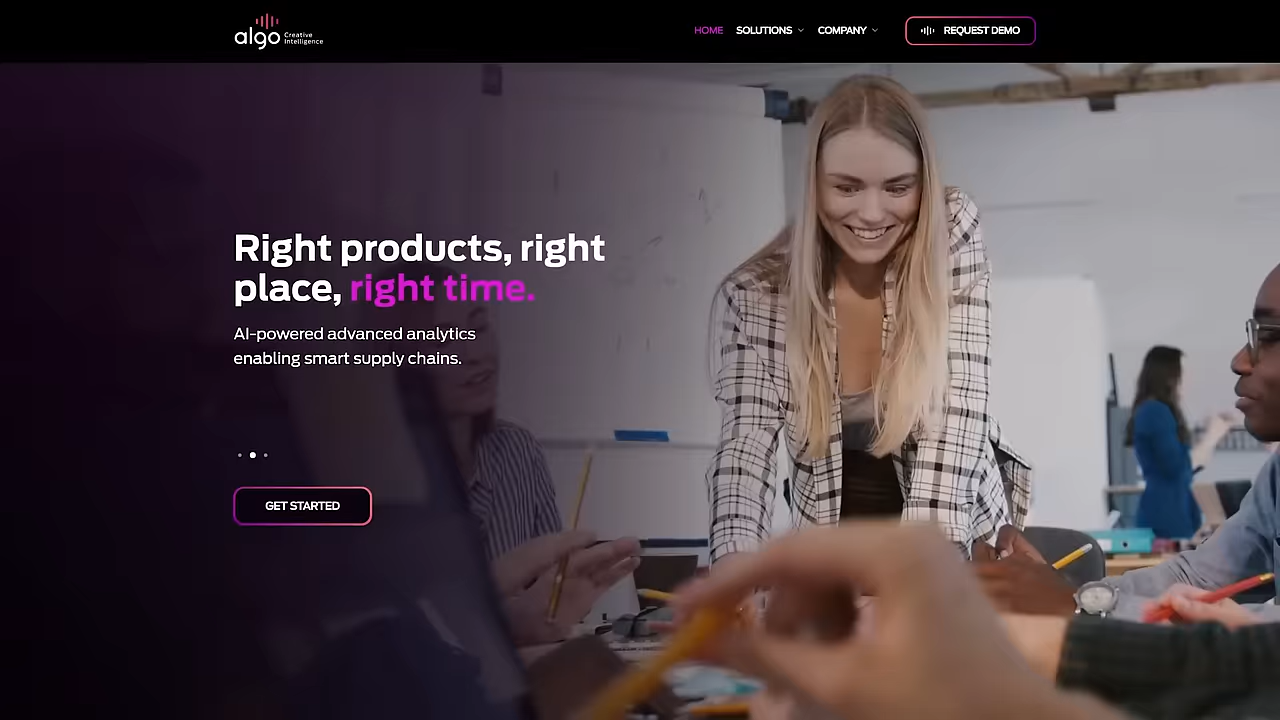 algo Creative
Intelligence
HOME SOLUTIONS COMPANY REQUEST DEMO
Right products, right
place, right time.
AI-powered advanced analytics
enabling smart supply chains.
GET STARTED